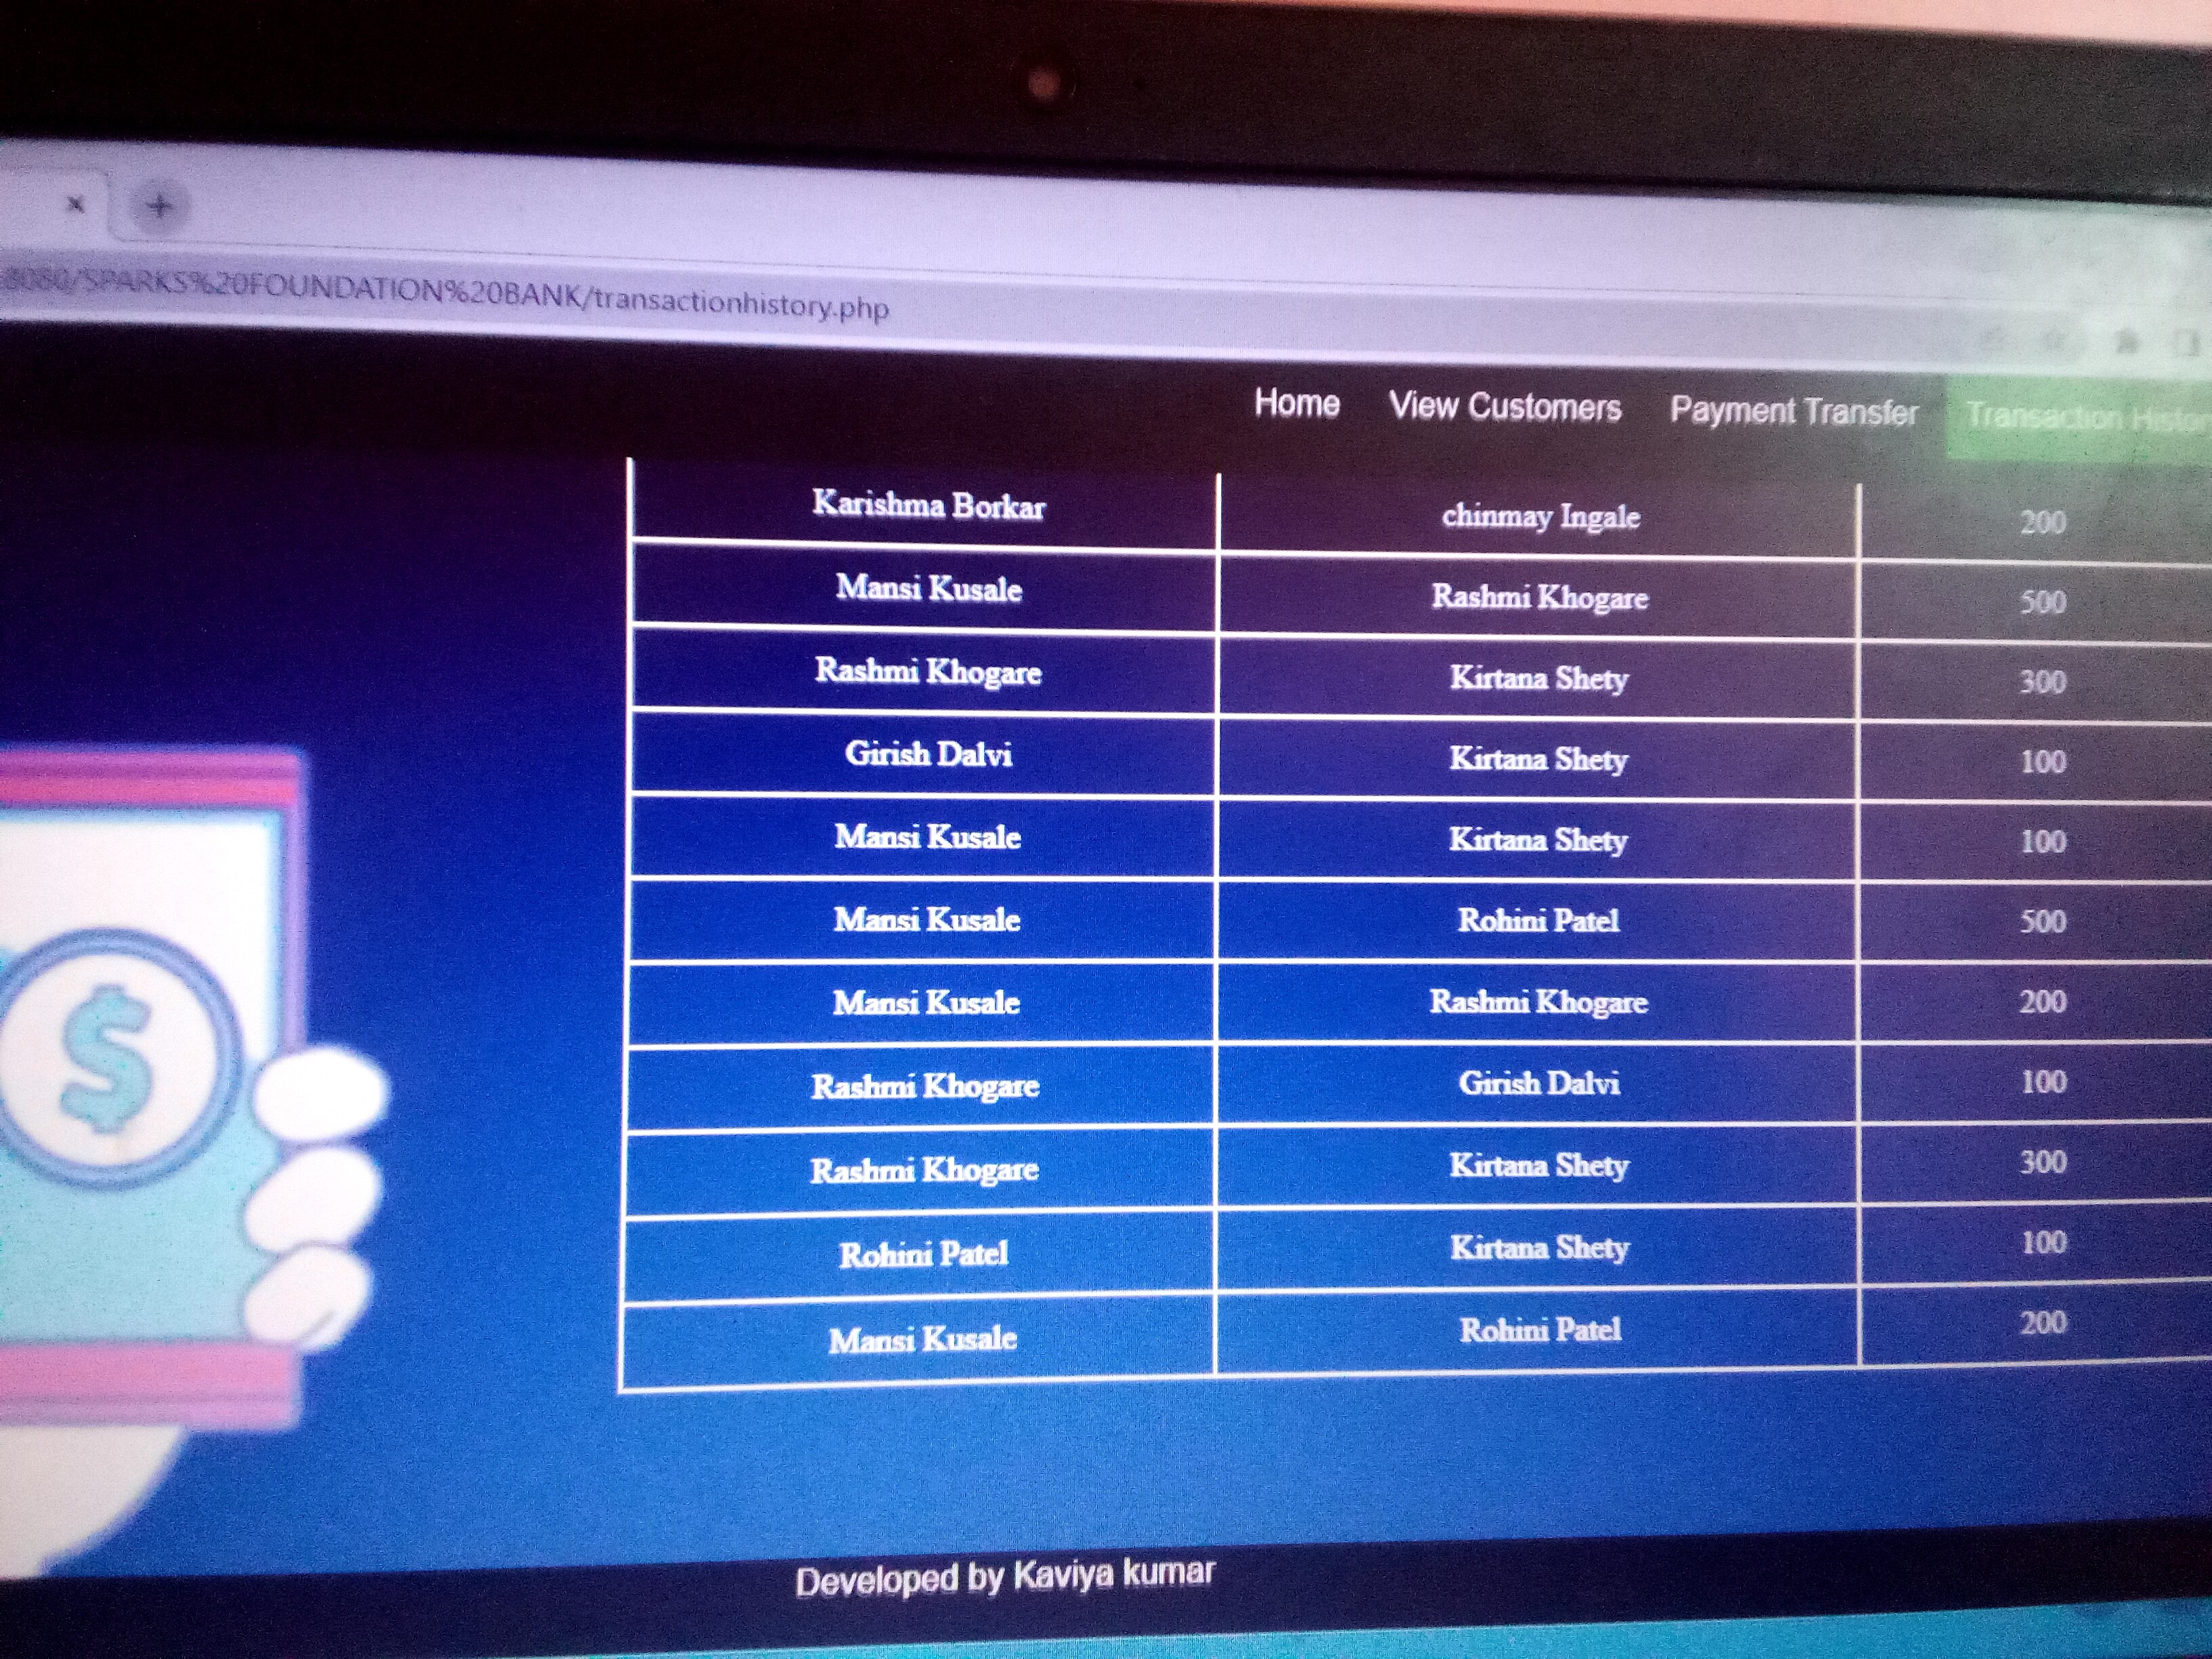 8080/SPARKS%20FOUNDATION%20BANK/transactionhistory.php
Home View Customers Payment Transfer Transaction Histor
Karishma Borkar chinmay Ingale 200
Mansi Kusale Rashmi Khogare 500
Rashmi Khogare Kirtana Shety 300
Girish Dalvi Kirtana Shety 100
Mansi Kusale Kirtana Shety 100
Mansi Kusale Rohini Patel 500
Mansi Kusale Rashmi Khogare 200
Rashmi Khogare Girish Dalvi 100
Rashmi Khogare Kirtana Shety 300
Rohini Patel Kirtana Shety 100
Mansi Kusale Rohini Patel 200
$
Developed by Kaviya kumar